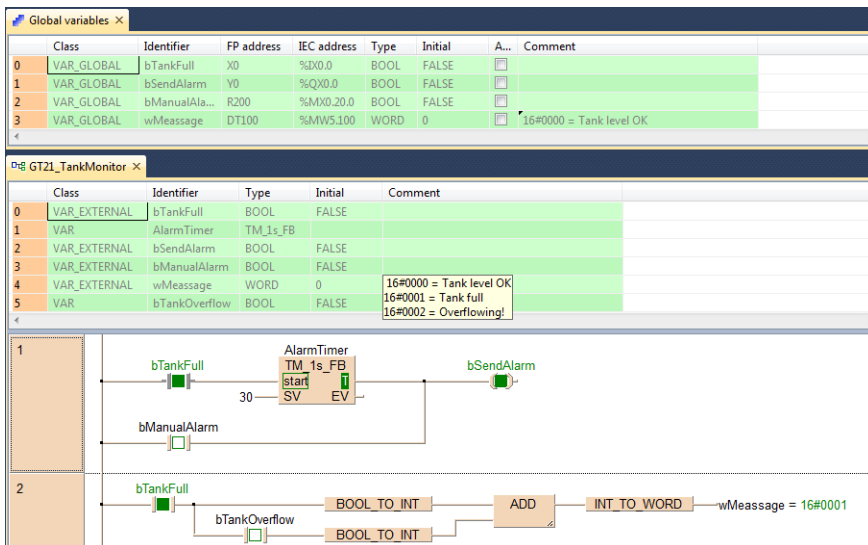 Global variables
Class Identifier FP address IEC address Type Initial A... Comment
0 VAR_GLOBAL bTankFull X0 %IX0.0 BOOL FALSE
1 VAR_GLOBAL bSendAlarm Y0 %QX0.0 BOOL FALSE
2 VAR_GLOBAL bManualAla... R200 %MX0.20.0 BOOL FALSE
3 VAR_GLOBAL wMeassage DT100 %MW5.100 WORD 0 16#0000 = Tank level OK
GT21_TankMonitor
Class Identifier Type Initial Comment
0 VAR_EXTERNAL bTankFull BOOL FALSE
1 VAR AlarmTimer TM_1s_FB
2 VAR_EXTERNAL bSendAlarm BOOL FALSE
3 VAR_EXTERNAL bManualAlarm BOOL FALSE
4 VAR_EXTERNAL wMeassage WORD 0 16#0000 = Tank level OK
16#0001 = Tank full
5 VAR bTankOverflow BOOL FALSE 16#0002 = Overflowing!
1
AlarmTimer
bTankFull TM_1s_FB bSendAlarm
start T
30 SV EV
bManualAlarm
2
bTankFull
BOOL_TO_INT ADD INT_TO_WORD wMeassage = 16#0001
bTankOverflow
BOOL_TO_INT